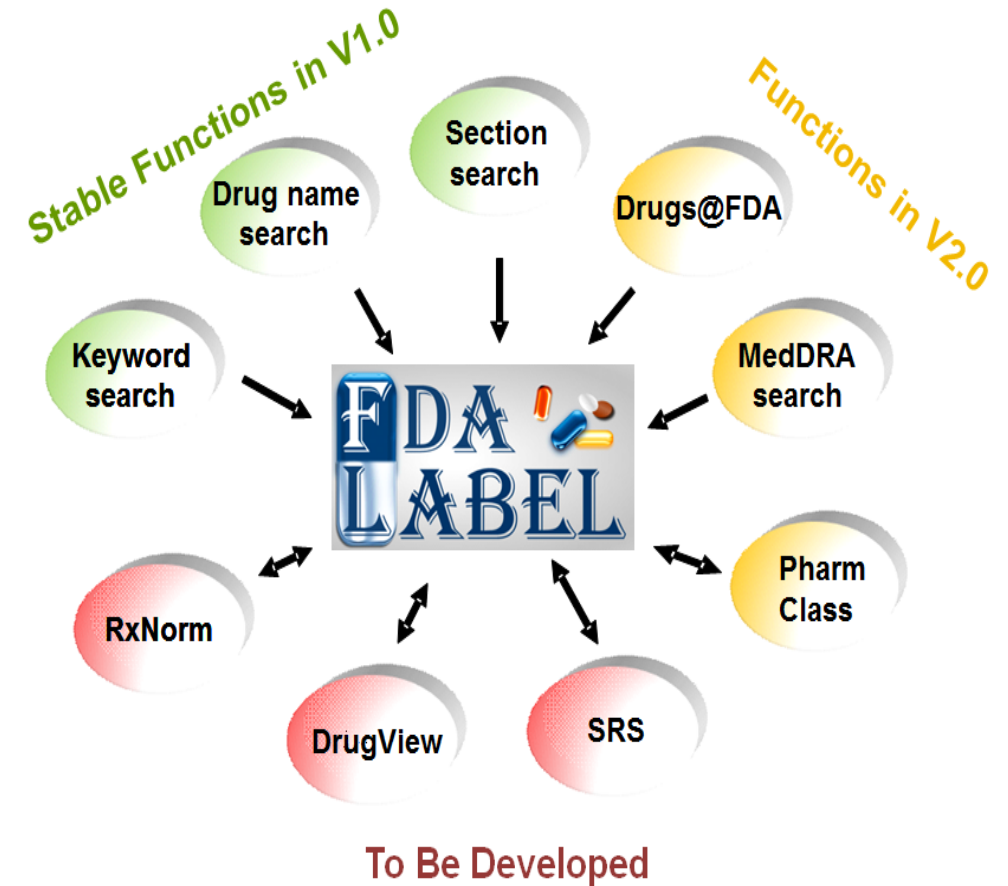 Stable Functions in V1.0
Functions in V2.0
Section
search
Drug name
search
Drugs@FDA
Keyword
search
MedDRA
search
FDA
LABEL
Pharm
Class
RxNorm
DrugView
SRS
To Be Developed